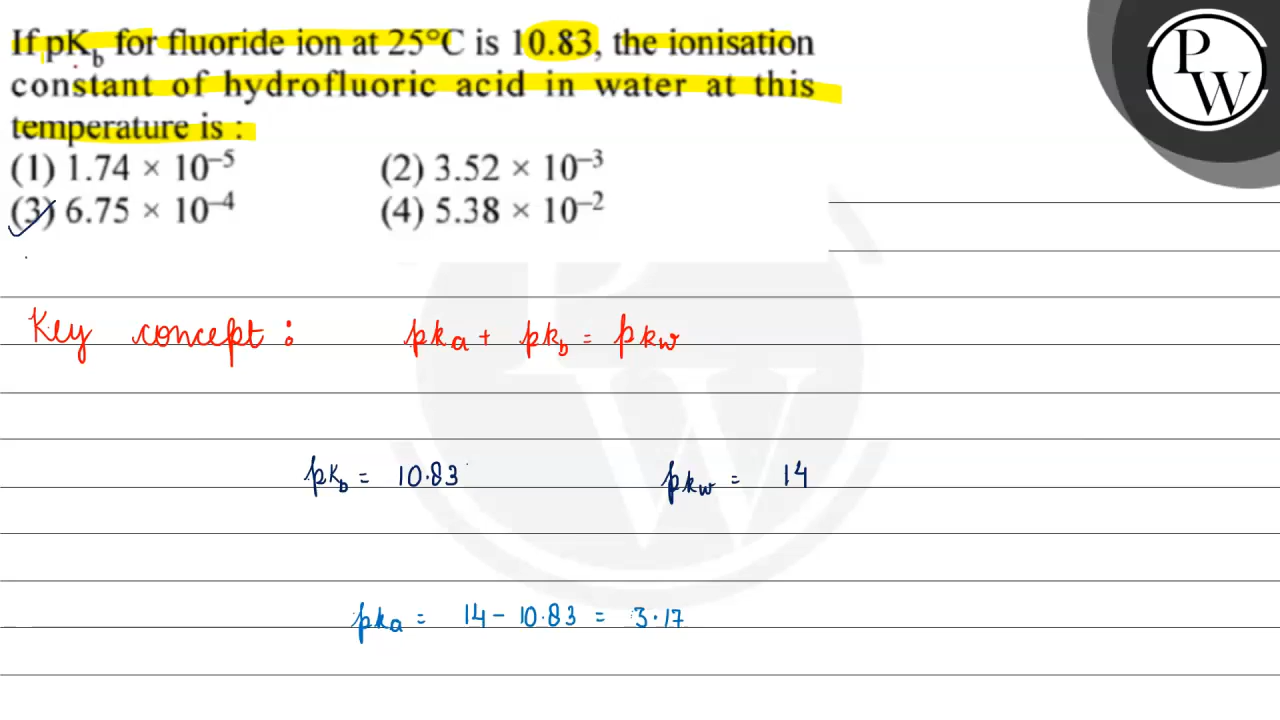 If pK_b for fluoride ion at 25°C is 10.83, the ionisation
constant of hydrofluoric acid in water at this
temperature is :
(1) 1.74 × 10^–5 (2) 3.52 × 10^–3
(3) 6.75 × 10^–4 (4) 5.38 × 10^–2
Key concept : pka + pk_b = pkw
pK_b = 10.83 pkw = 14
pka = 14 – 10.83 = 3.17
PW